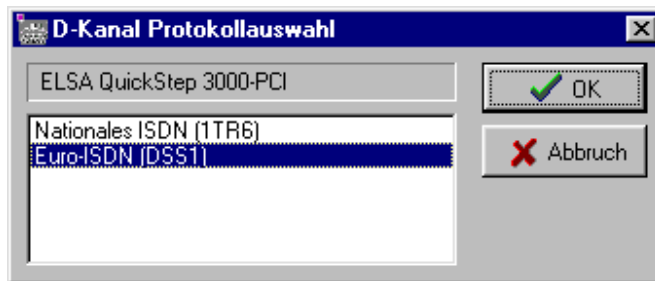 D-Kanal Protokollauswahl
ELSA QuickStep 3000-PCI
OK
Nationales ISDN (1TR6)
Euro-ISDN (DSS1)
Abbruch